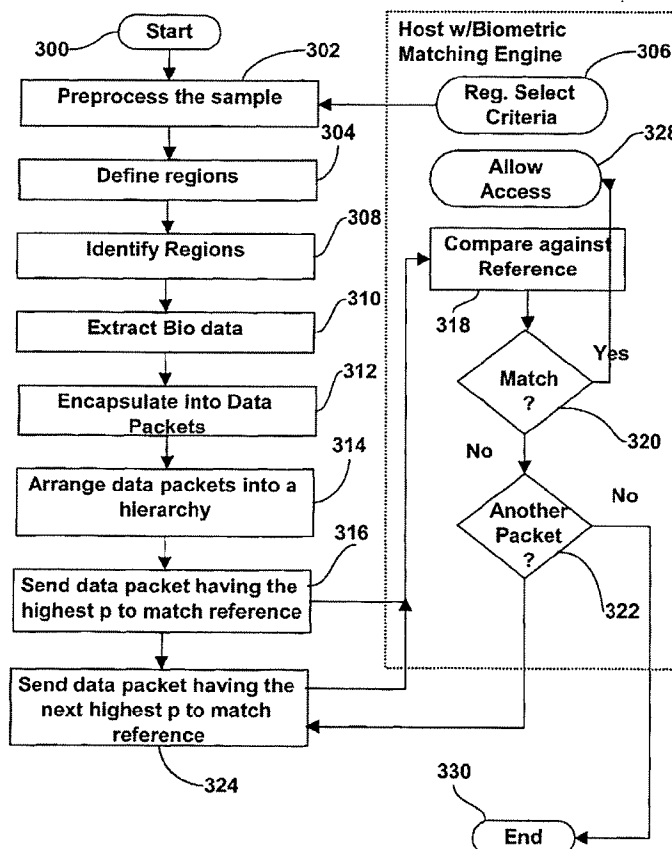 300
Start
302
Preprocess the sample
304
Define regions
308
Identify Regions
310
Extract Bio data
312
Encapsulate into Data
Packets
314
Arrange data packets into a
hierarchy
316
Send data packet having the
highest p to match reference
Send data packet having the
next highest p to match
reference
324
Host w/Biometric
Matching Engine
306
Reg. Select
Criteria
328
Allow
Access
Compare against
Reference
318
Yes
Match
?
320
No
No
Another
Packet
?
322
330
End